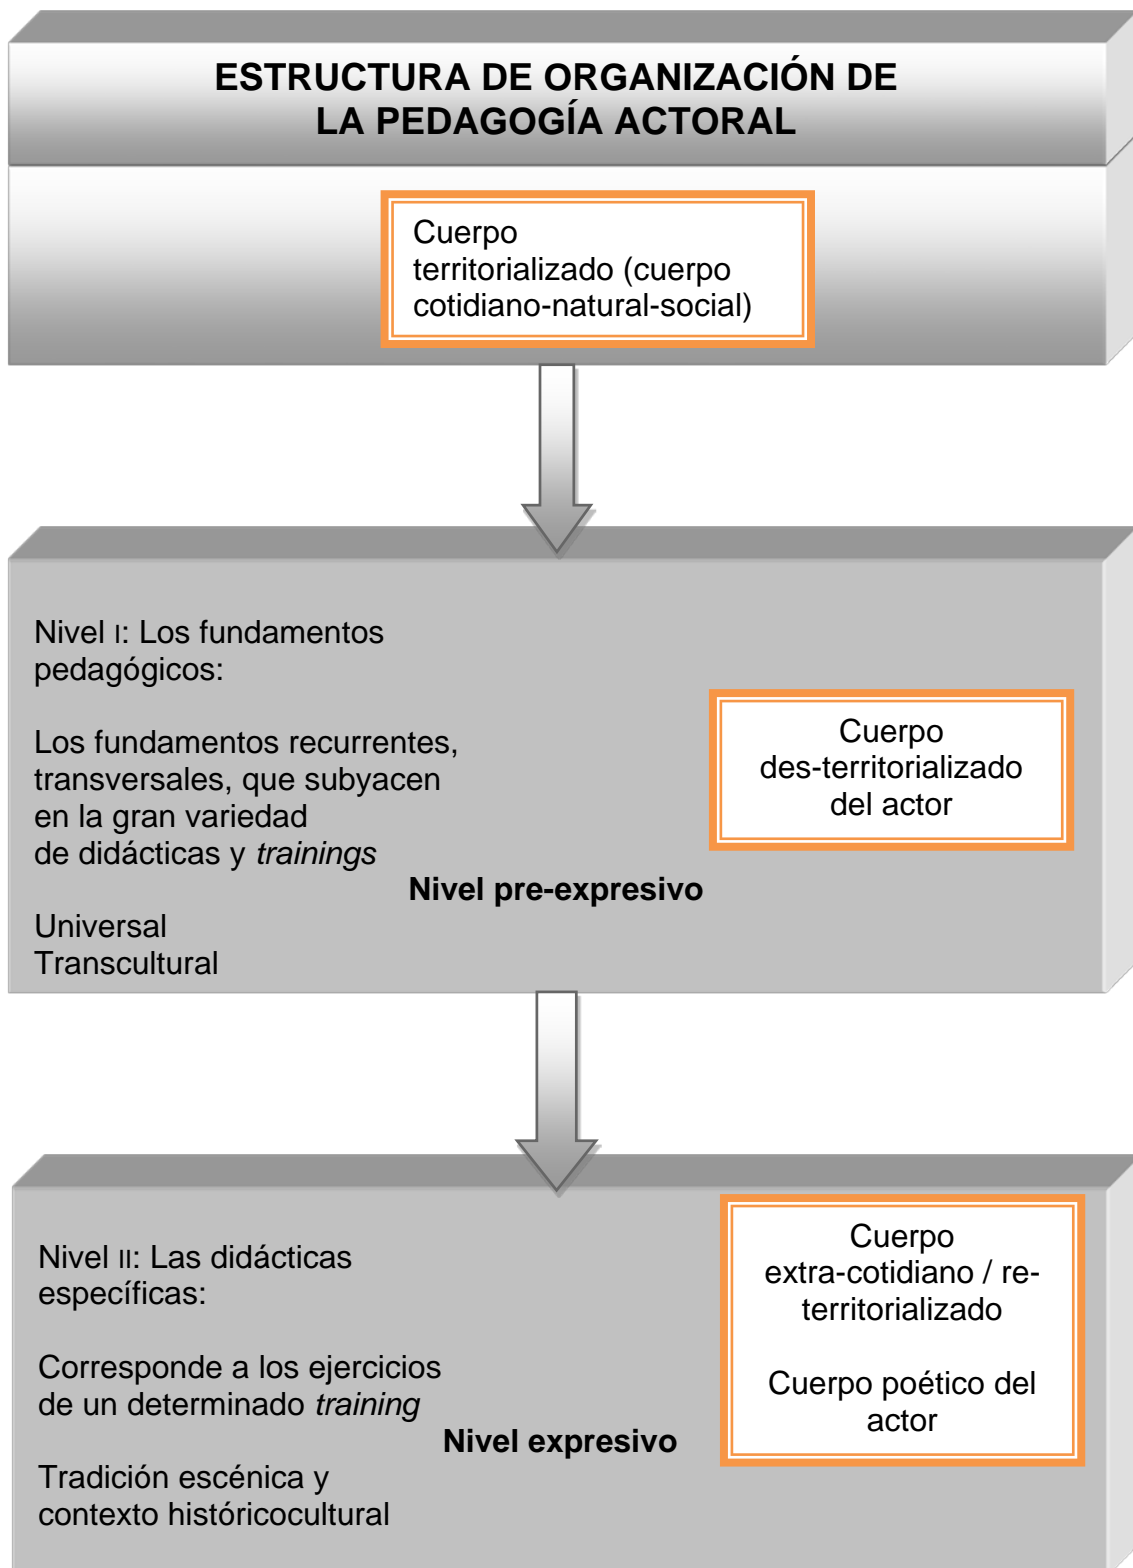 ESTRUCTURA DE ORGANIZACIÓN DE
LA PEDAGOGÍA ACTORAL
Cuerpo
territorializado (cuerpo
cotidiano-natural-social)
Nivel I: Los fundamentos
pedagógicos:
Los fundamentos recurrentes,
transversales, que subyacen
en la gran variedad
de didácticas y trainings
Cuerpo
des-territorializado
del actor
Nivel pre-expresivo
Universal
Transcultural
Nivel II: Las didácticas
específicas:
Corresponde a los ejercicios
de un determinado training
Cuerpo
extra-cotidiano / re-
territorializado
Cuerpo poético del
actor
Nivel expresivo
Tradición escénica y
contexto históricocultural